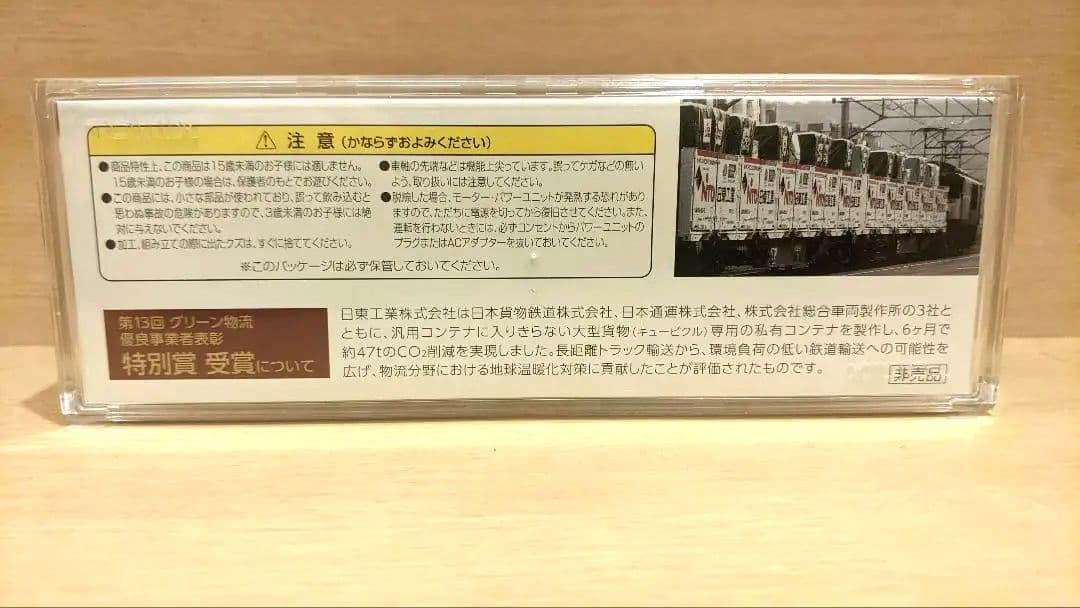 ⚠ 注意(かならずおよみください)
●商品特性上、この商品は15歳未満のお子様には適しません。
15歳未満のお子様の場合は、保護者のもとでお遊びください。
●この商品には、小さな部品が使われており、誤って飲み込むと
思わぬ事故の危険がありますので、3歳未満のお子様には絶
対に与えないでください。
●加工、組み立ての際に出たクズは、すぐに捨ててください。
●車軸の先端などは機能上尖っています。誤ってケガなどの無い
よう、取り扱いには注意してください。
●脱線した場合、モーター・パワーユニットが発熱する恐れがあり
ますので、ただちに電源を切ってから復旧させてください。また、
運転を行わないときには、必ずコンセントからパワーユニットの
プラグまたはACアダプターを抜いておいてください。
※このパッケージは必ず保管しておいてください。
第13回 グリーン物流
優良事業者表彰
特別賞 受賞について
日東工業株式会社は日本貨物鉄道株式会社、日本通運株式会社、株式会社総合車両製作所の3社と
ともに、汎用コンテナに入りきらない大型貨物(キュービクル)専用の私有コンテナを製作し、6ヶ月で
約47tのCO₂削減を実現しました。長距離トラック輸送から、環境負荷の低い鉄道輸送への可能性を
広げ、物流分野における地球温暖化対策に貢献したことが評価されたものです。
非売品